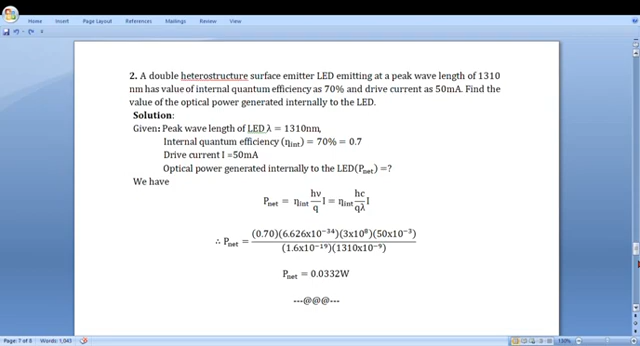 Home Insert Page Layout References Mailings Review View
2. A double heterostructure surface emitter LED emitting at a peak wave length of 1310
nm has value of internal quantum efficiency as 70% and drive current as 50mA. Find the
value of the optical power generated internally to the LED.
Solution:
Given: Peak wave length of LED λ = 1310nm,
Internal quantum efficiency (ηint) = 70% = 0.7
Drive current I =50mA
Optical power generated internally to the LED(Pnet) =?
We have
Pnet = ηint hν/q I = ηint hc/qλ I
∴ Pnet = (0.70)(6.626x10⁻³⁴)(3x10⁸)(50x10⁻³)/(1.6x10⁻¹⁹)(1310x10⁻⁹)
Pnet = 0.0332W
---@@@---
Page: 7 of 8 Words: 1,043 130%